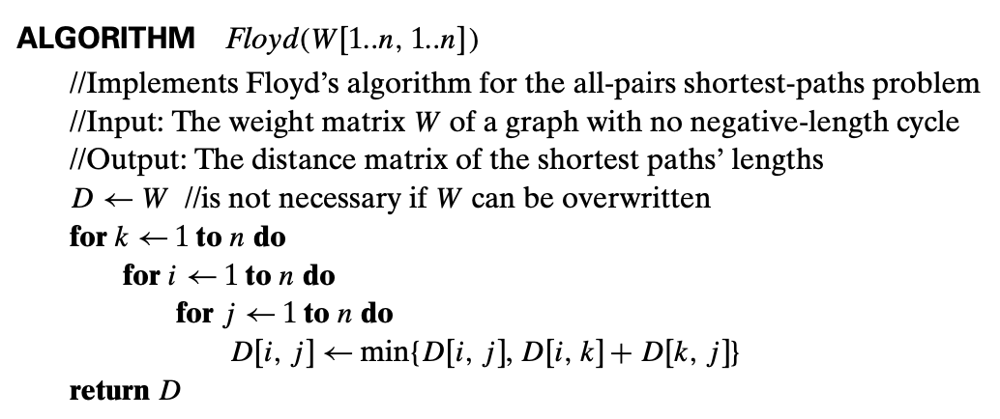 ALGORITHM Floyd(W[1..n, 1..n])
//Implements Floyd’s algorithm for the all-pairs shortest-paths problem
//Input: The weight matrix W of a graph with no negative-length cycle
//Output: The distance matrix of the shortest paths’ lengths
D ← W //is not necessary if W can be overwritten
for k ← 1 to n do
for i ← 1 to n do
for j ← 1 to n do
D[i, j] ← min{D[i, j], D[i, k] + D[k, j]}
return D